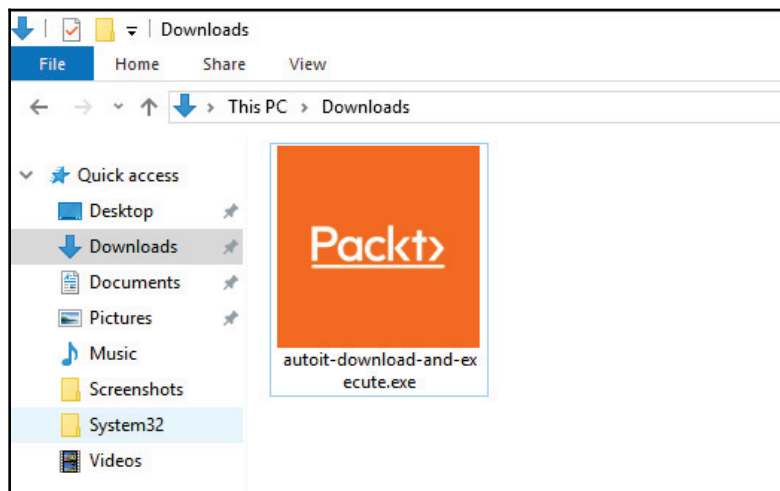 Downloads
File Home Share View
This PC > Downloads
Quick access
Desktop
Downloads
Documents
Pictures
Music
Screenshots
System32
Videos
Packt>
autoit-download-and-ex
ecute.exe